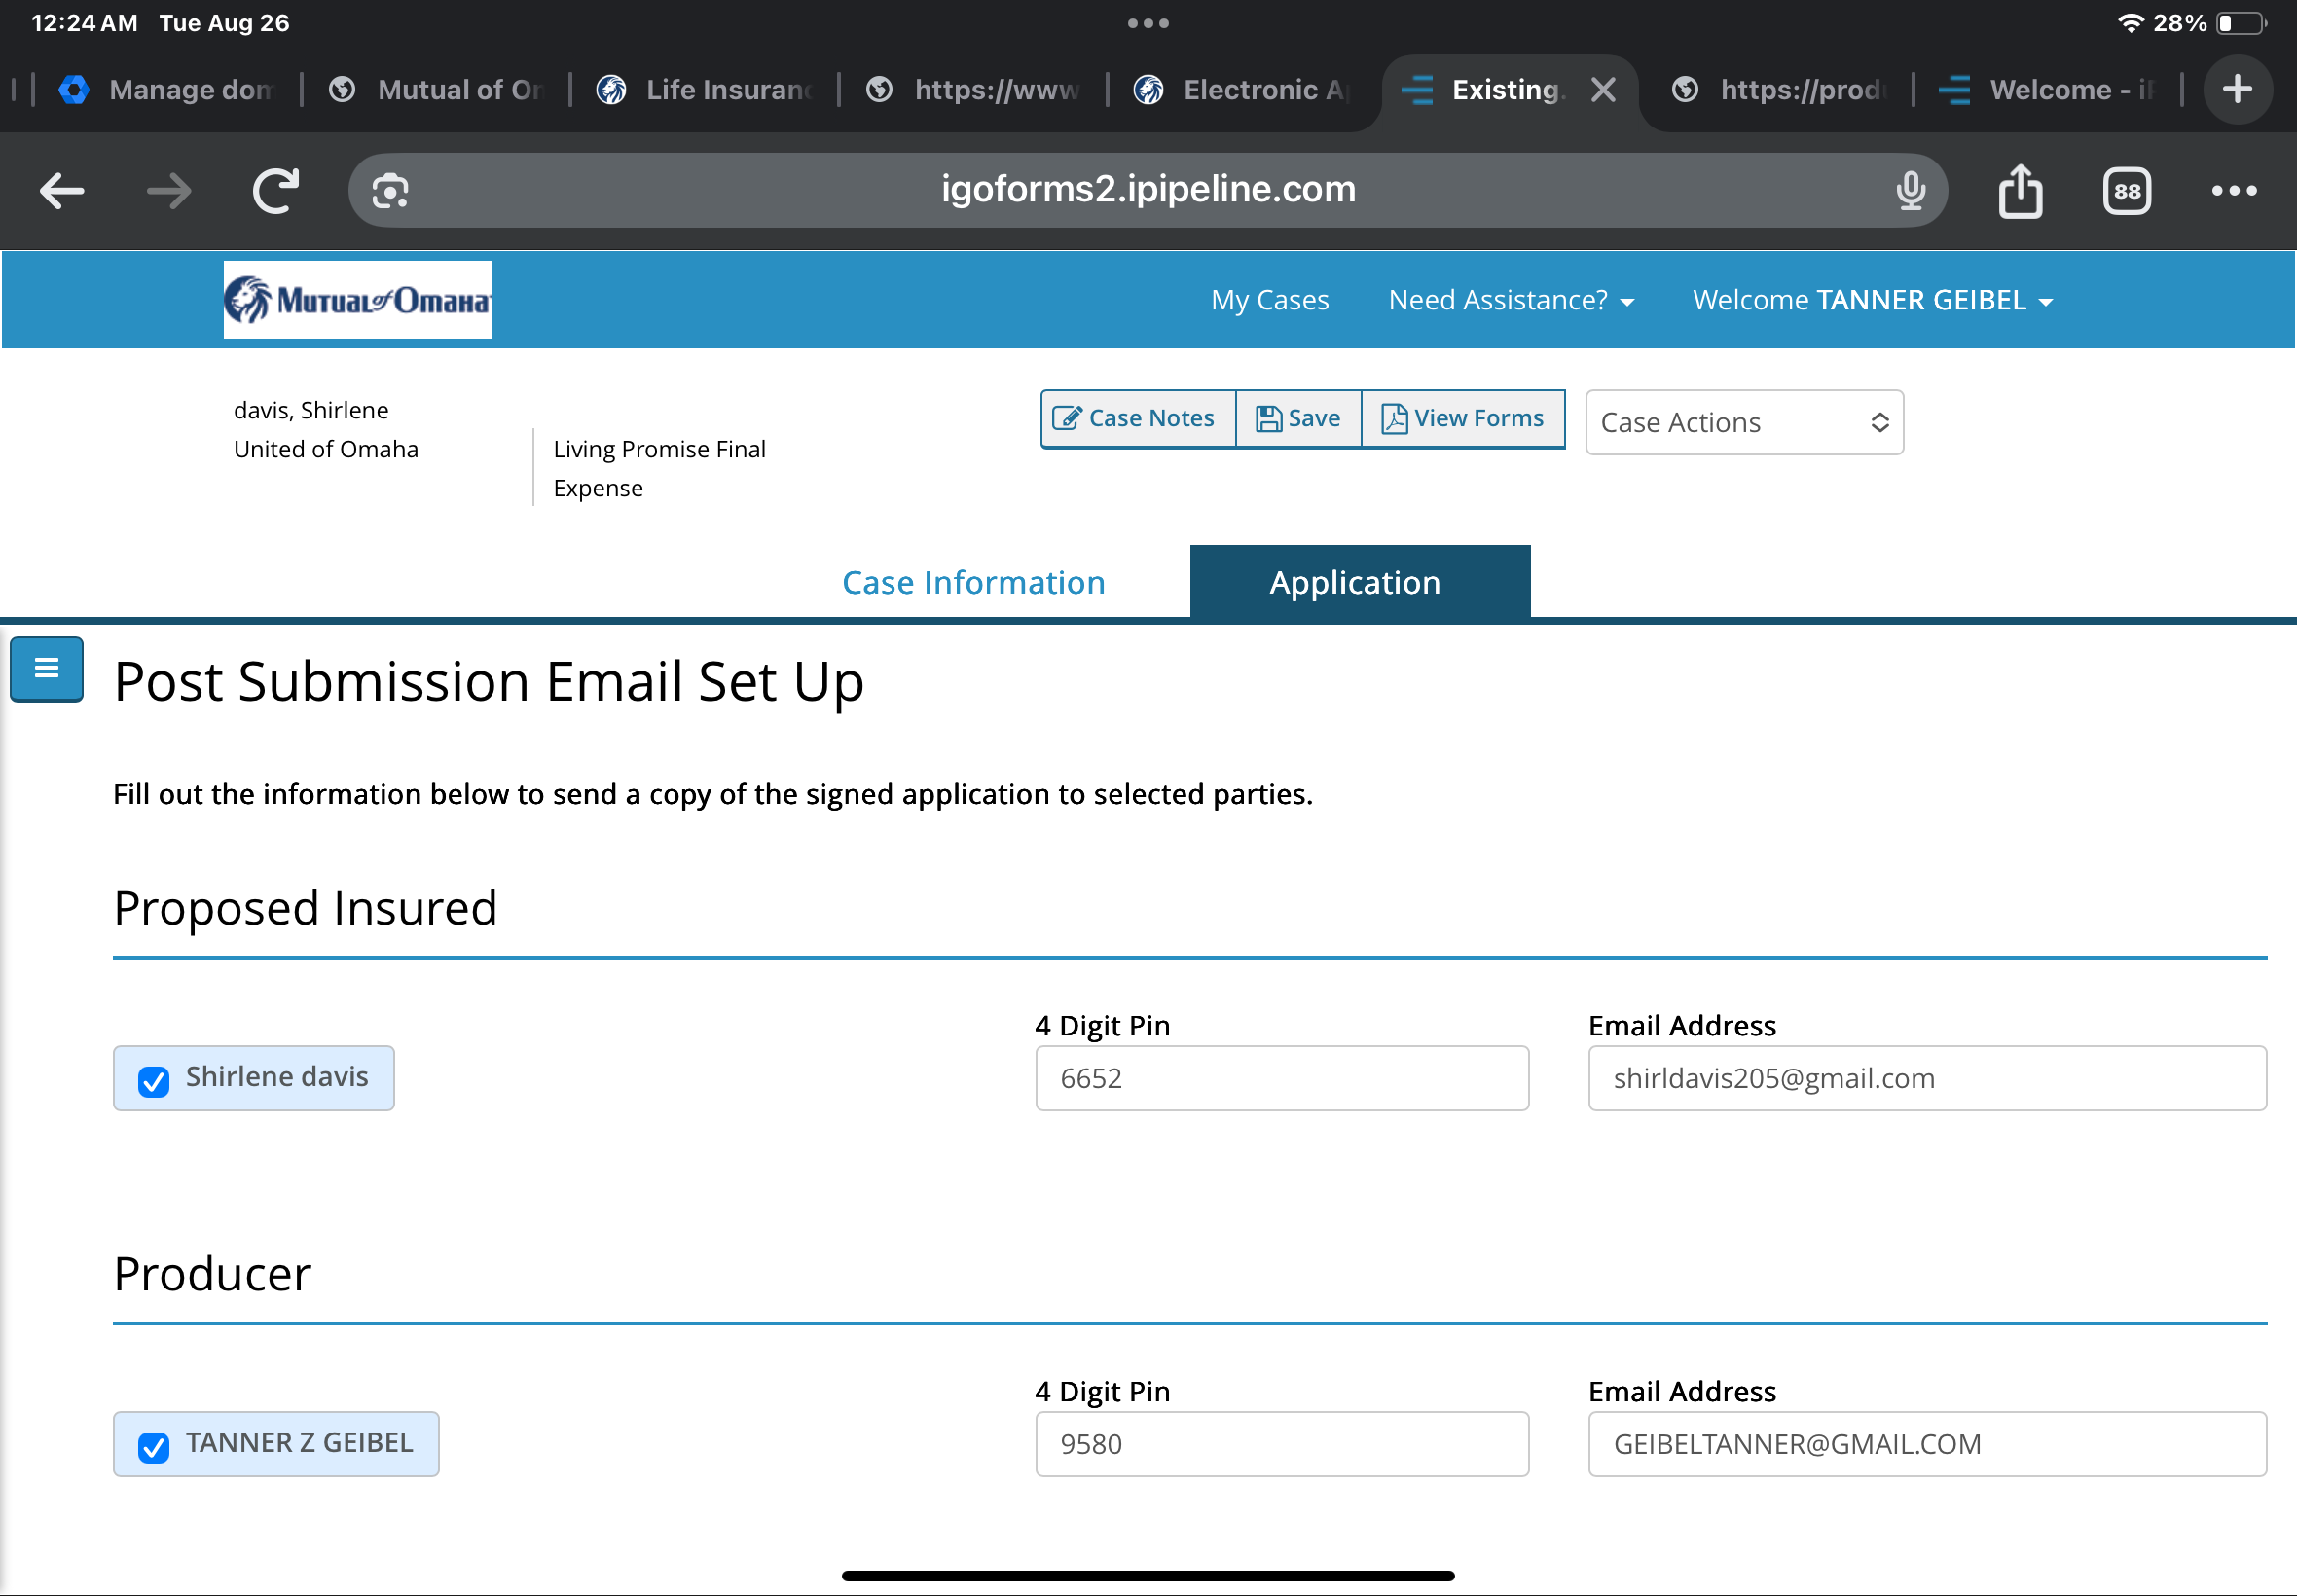 12:24 AM Tue Aug 26
28%
Manage dom
Mutual of On
Life Insuranc
https://www
Electronic A
Existing.
https://prod
Welcome - i
igoforms2.ipipeline.com
88
Mutual of Omaha
My Cases
Need Assistance?
Welcome TANNER GEIBEL
davis, Shirlene
United of Omaha
Living Promise Final
Expense
Case Notes
Save
View Forms
Case Actions
Case Information
Application
Post Submission Email Set Up
Fill out the information below to send a copy of the signed application to selected parties.
Proposed Insured
4 Digit Pin
Email Address
Shirlene davis
6652
shirldavis205@gmail.com
Producer
4 Digit Pin
Email Address
TANNER Z GEIBEL
9580
GEIBELTANNER@GMAIL.COM